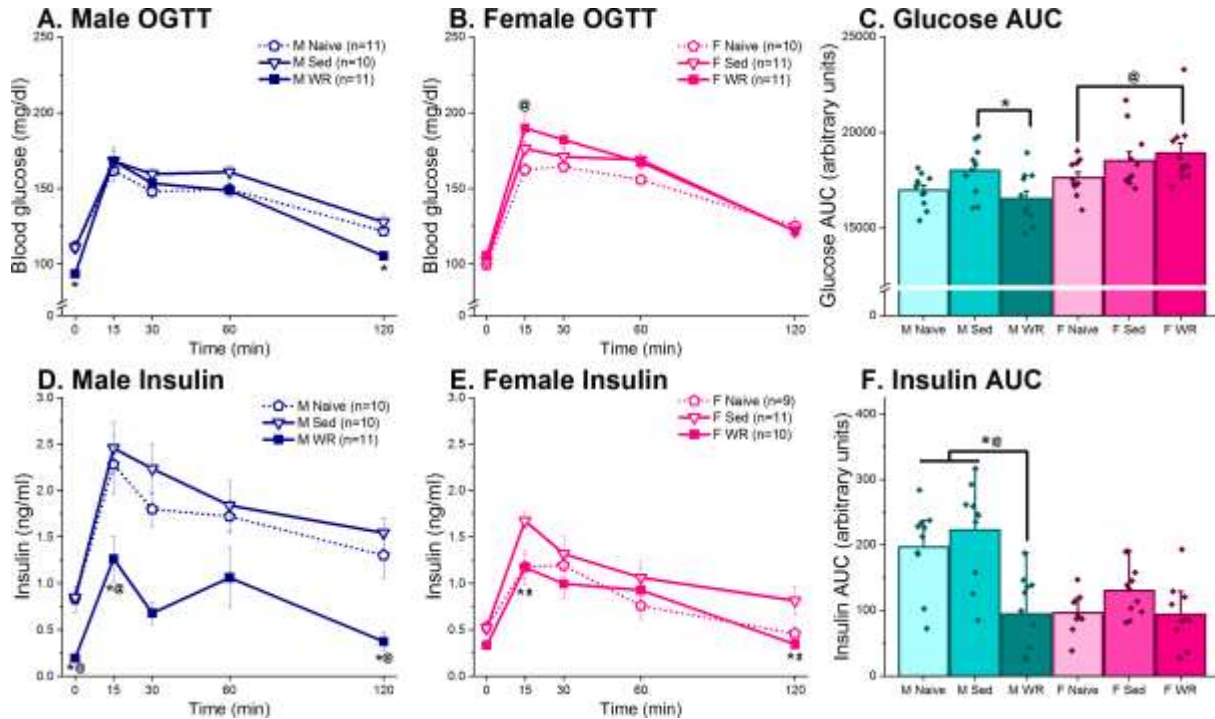 A. Male OGTT
250
200
150
100
0
Blood glucose (mg/dl)
M Naive (n=11)
M Sed (n=10)
M WR (n=11)
*
*
0 15 30 60 120
Time (min)
B. Female OGTT
250
200
150
100
0
Blood glucose (mg/dl)
F Naive (n=10)
F Sed (n=11)
F WR (n=11)
@
0 15 30 60 120
Time (min)
C. Glucose AUC
25000
20000
15000
0
Glucose AUC (arbitrary units)
*
@
M Naive M Sed M WR F Naive F Sed F WR
D. Male Insulin
3.0
2.5
2.0
1.5
1.0
0.5
0.0
Insulin (ng/ml)
M Naive (n=10)
M Sed (n=10)
M WR (n=11)
*@
*@
*@
0 15 30 60 120
Time (min)
E. Female Insulin
3.0
2.5
2.0
1.5
1.0
0.5
0.0
Insulin (ng/ml)
F Naive (n=9)
F Sed (n=11)
F WR (n=10)
0 15 30 60 120
Time (min)
F. Insulin AUC
400
300
200
100
0
Insulin AUC (arbitrary units)
*@
M Naive M Sed M WR F Naive F Sed F WR